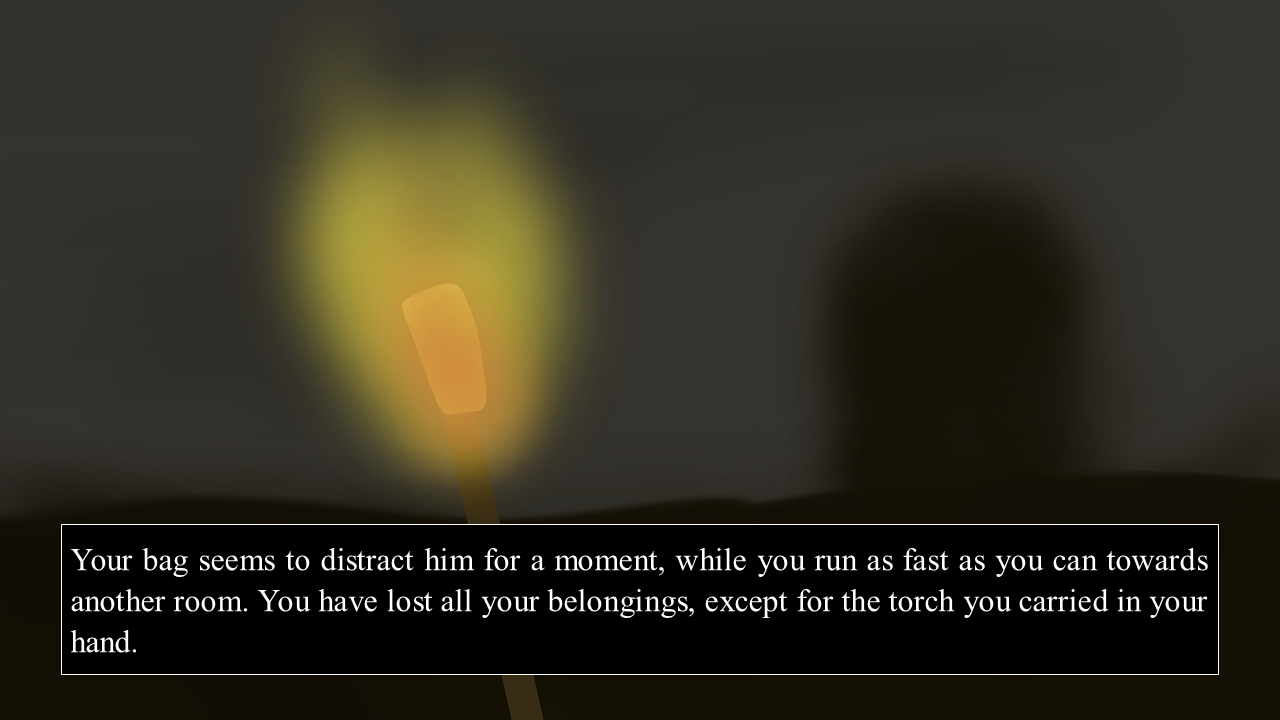 Your bag seems to distract him for a moment, while you run as fast as you can towards
another room. You have lost all your belongings, except for the torch you carried in your
hand.